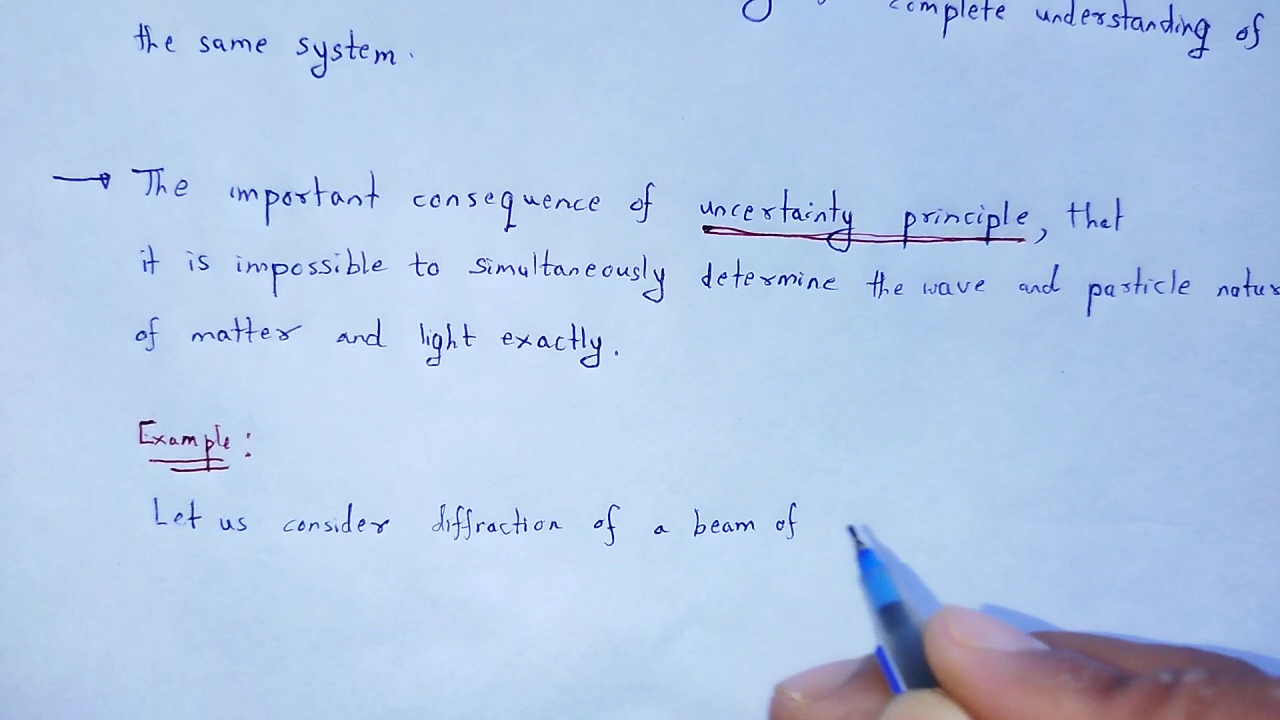 complete understanding of
the same system.
→ The important consequence of uncertainty principle, that
it is impossible to simultaneously determine the wave and particle natur
of matter and light exactly.
Example:
Let us consider diffraction of a beam of